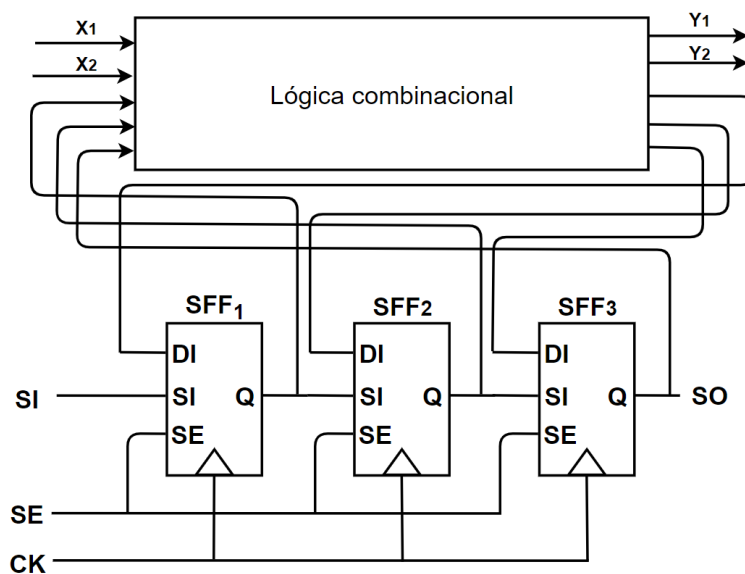 X1
Y1
X2
Y2
Lógica combinacional
SFF1
SFF2
SFF3
DI
DI
DI
SI
SI
Q
SI
Q
SI
Q
SO
SE
SE
SE
SE
CK